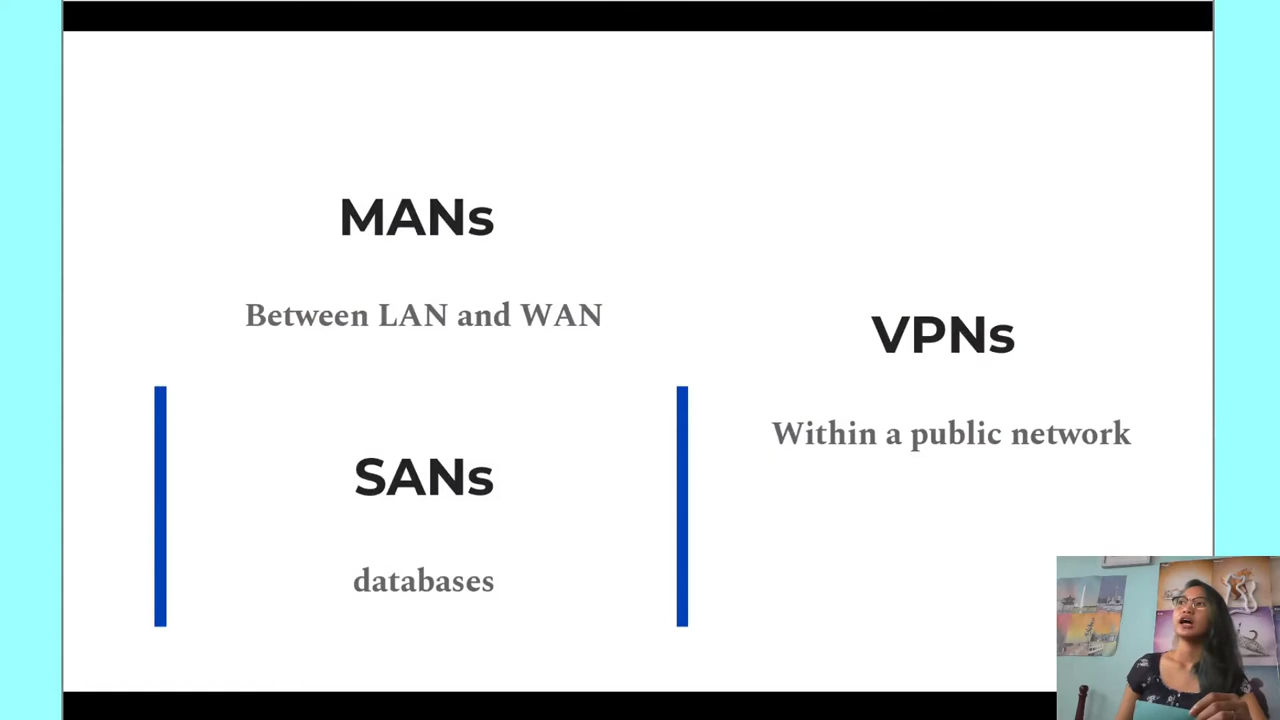 MANs
Between LAN and WAN
SANs
databases
VPNs
Within a public network